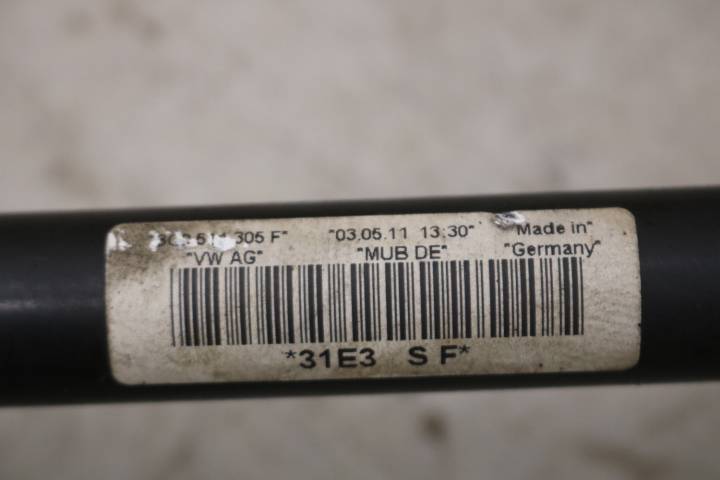 305 F" "03.05.11 13:30" "Made in"
"VW AG" "MUB DE" "Germany"
*31E3 S F*